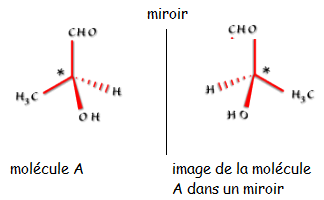 miroir
CHO
*
H₃C
H
OH
molécule A
CHO
*
H
H₃C
HO
image de la molécule
A dans un miroir